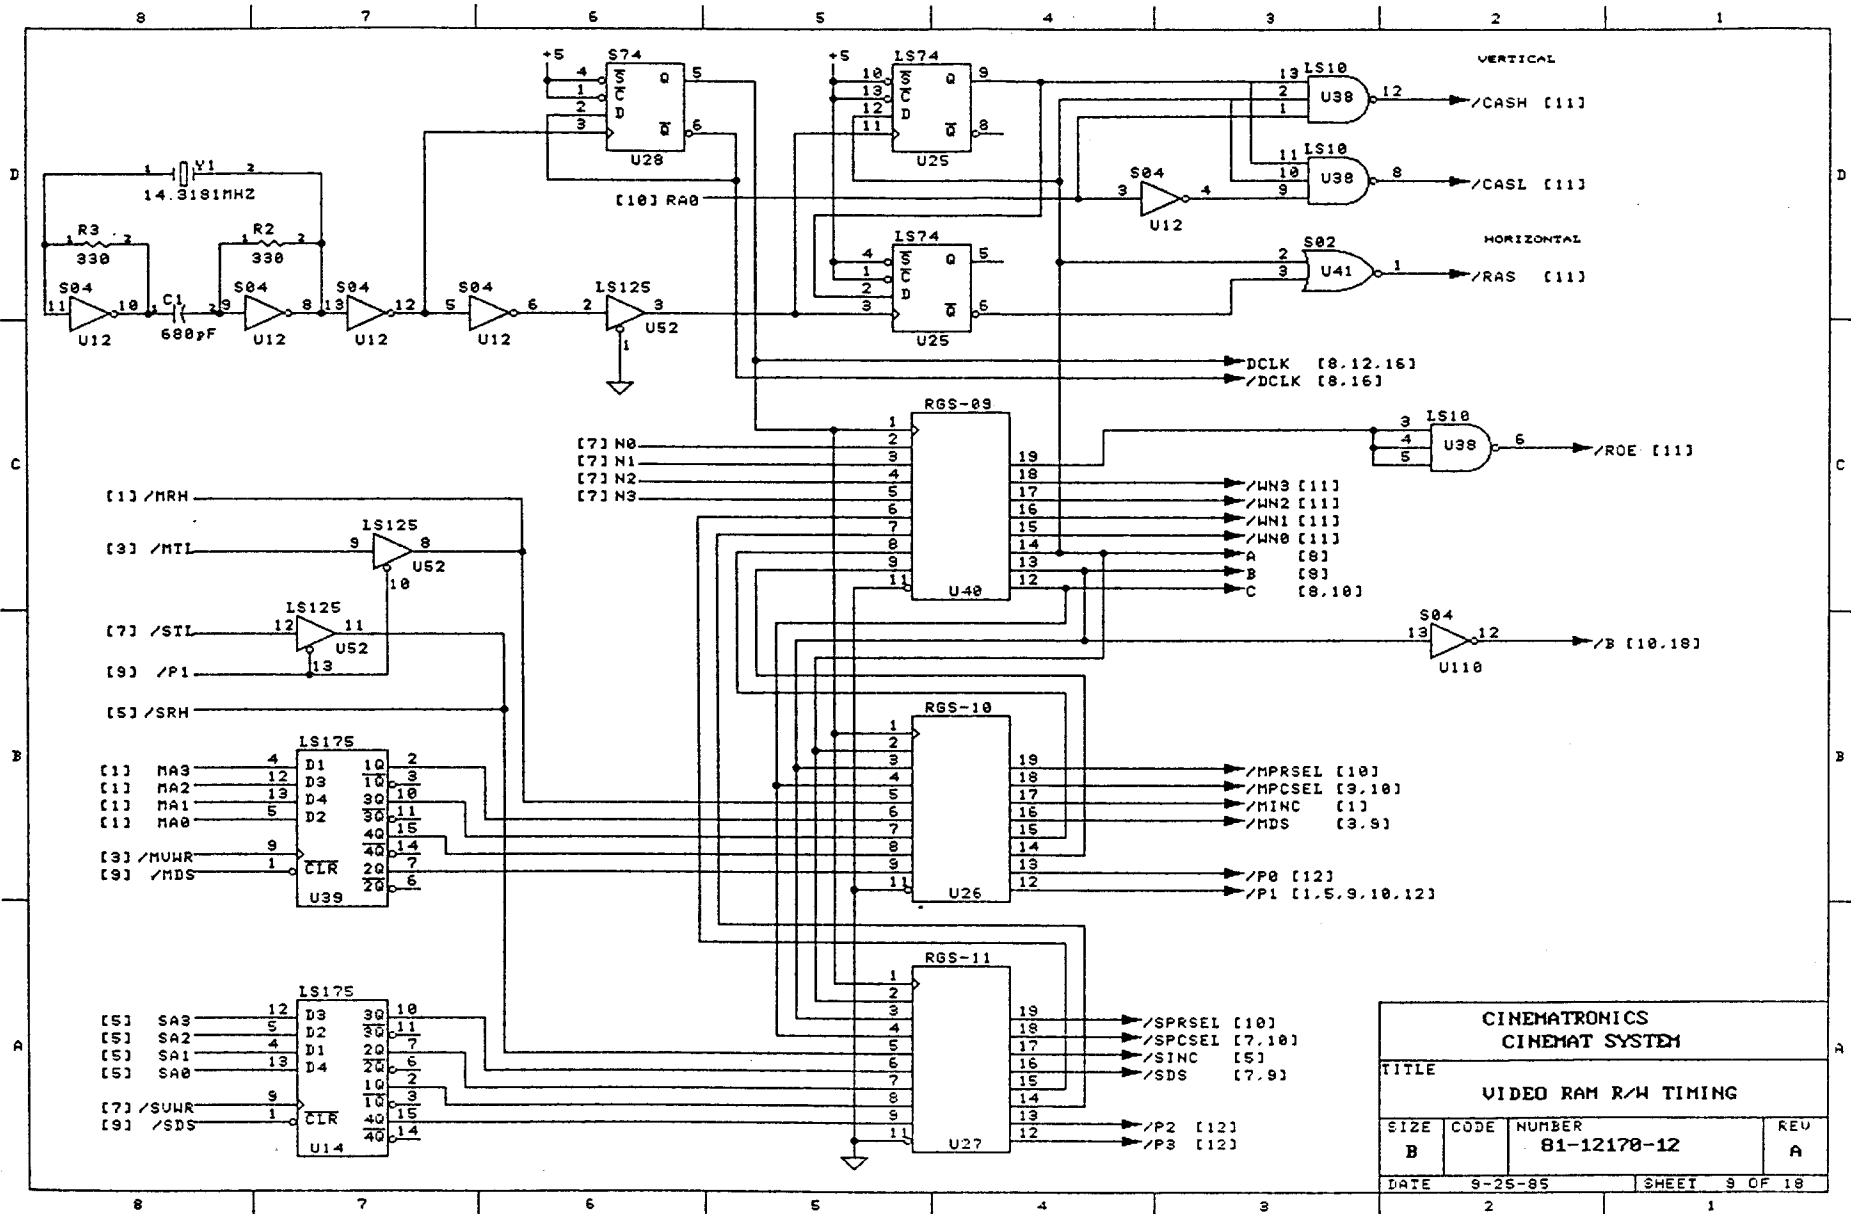 8 7 6 5 4 3 2 1
+5 S74 +5 LS74 LS10 VERTICAL
4 S Q 5 10 S Q 9 13
1 C 13 C 2 U38 12 /CASH [11]
2 D 12 D 1
3 Q 6 11 Q 8
U28 U25 LS10
11
10 U38 8 /CASL [11]
9
D D
1 Y1 2
14.3181MHZ
[10] RA0 3 S04 4
U12
R3 R2 LS74 HORIZONTAL
1 2 1 2 4 S Q 5 S02
330 330 1 C 2 U41 1 /RAS [11]
2 D 3
3 Q 6
U25
S04 C1 S04 S04 S04 LS125
11 10 1 2 9 8 13 12 5 6 2 3
U12 680pF U12 U12 U12 U52
1
DCLK [8,12,16]
/DCLK [8,16]
RGS-09
1
[7] N0 2
[7] N1 3 19
[7] N2 4 18 /WN3 [11]
[7] N3 5 17 /WN2 [11]
6 16 /WN1 [11]
7 15 /WN0 [11]
8 14 A [8]
9 13 B [8]
11 12 C [8,10]
U40
LS10
3
4 U38 6 /ROE [11]
5
C C
[1] /MRH
LS125
[3] /MTL 9 8
U52
10
LS125
[7] /STL 12 11
U52
[9] /P1 13
[5] /SRH
S04
13 12 /B [10,18]
U110
LS175
[1] MA3 4 D1 1Q 2
[1] MA2 12 D3 1Q 3
[1] MA1 13 D4 3Q 10
[1] MA0 5 D2 3Q 11
4Q 15
[3] /MUWR 9 4Q 14
[9] /MDS 1 CLR 2Q 7
2Q 6
U39
RGS-10
1
2
3 19 /MPRSEL [10]
4 18 /MPCSEL [3,10]
5 17 /MINC [1]
6 16 /MDS [3,9]
7 15
8 14
9 13 /P0 [12]
11 12 /P1 [1,5,9,10,12]
U26
B B
LS175
[5] SA3 12 D3 3Q 10
[5] SA2 5 D2 3Q 11
[5] SA1 4 D1 2Q 7
[5] SA0 13 D4 2Q 6
1Q 2
[7] /SUWR 9 1Q 3
[9] /SDS 1 CLR 4Q 15
4Q 14
U14
RGS-11
1
2
3 19 /SPRSEL [10]
4 18 /SPCSEL [7,10]
5 17 /SINC [5]
6 16 /SDS [7,9]
7 15
8 14
9 13 /P2 [12]
11 12 /P3 [12]
U27
A A
CINEMATRONICS
CINEMAT SYSTEM
TITLE
VIDEO RAM R/W TIMING
SIZE CODE NUMBER REV
B 81-12170-12 A
DATE 9-25-85 SHEET 9 OF 18
8 7 6 5 4 3 2 1